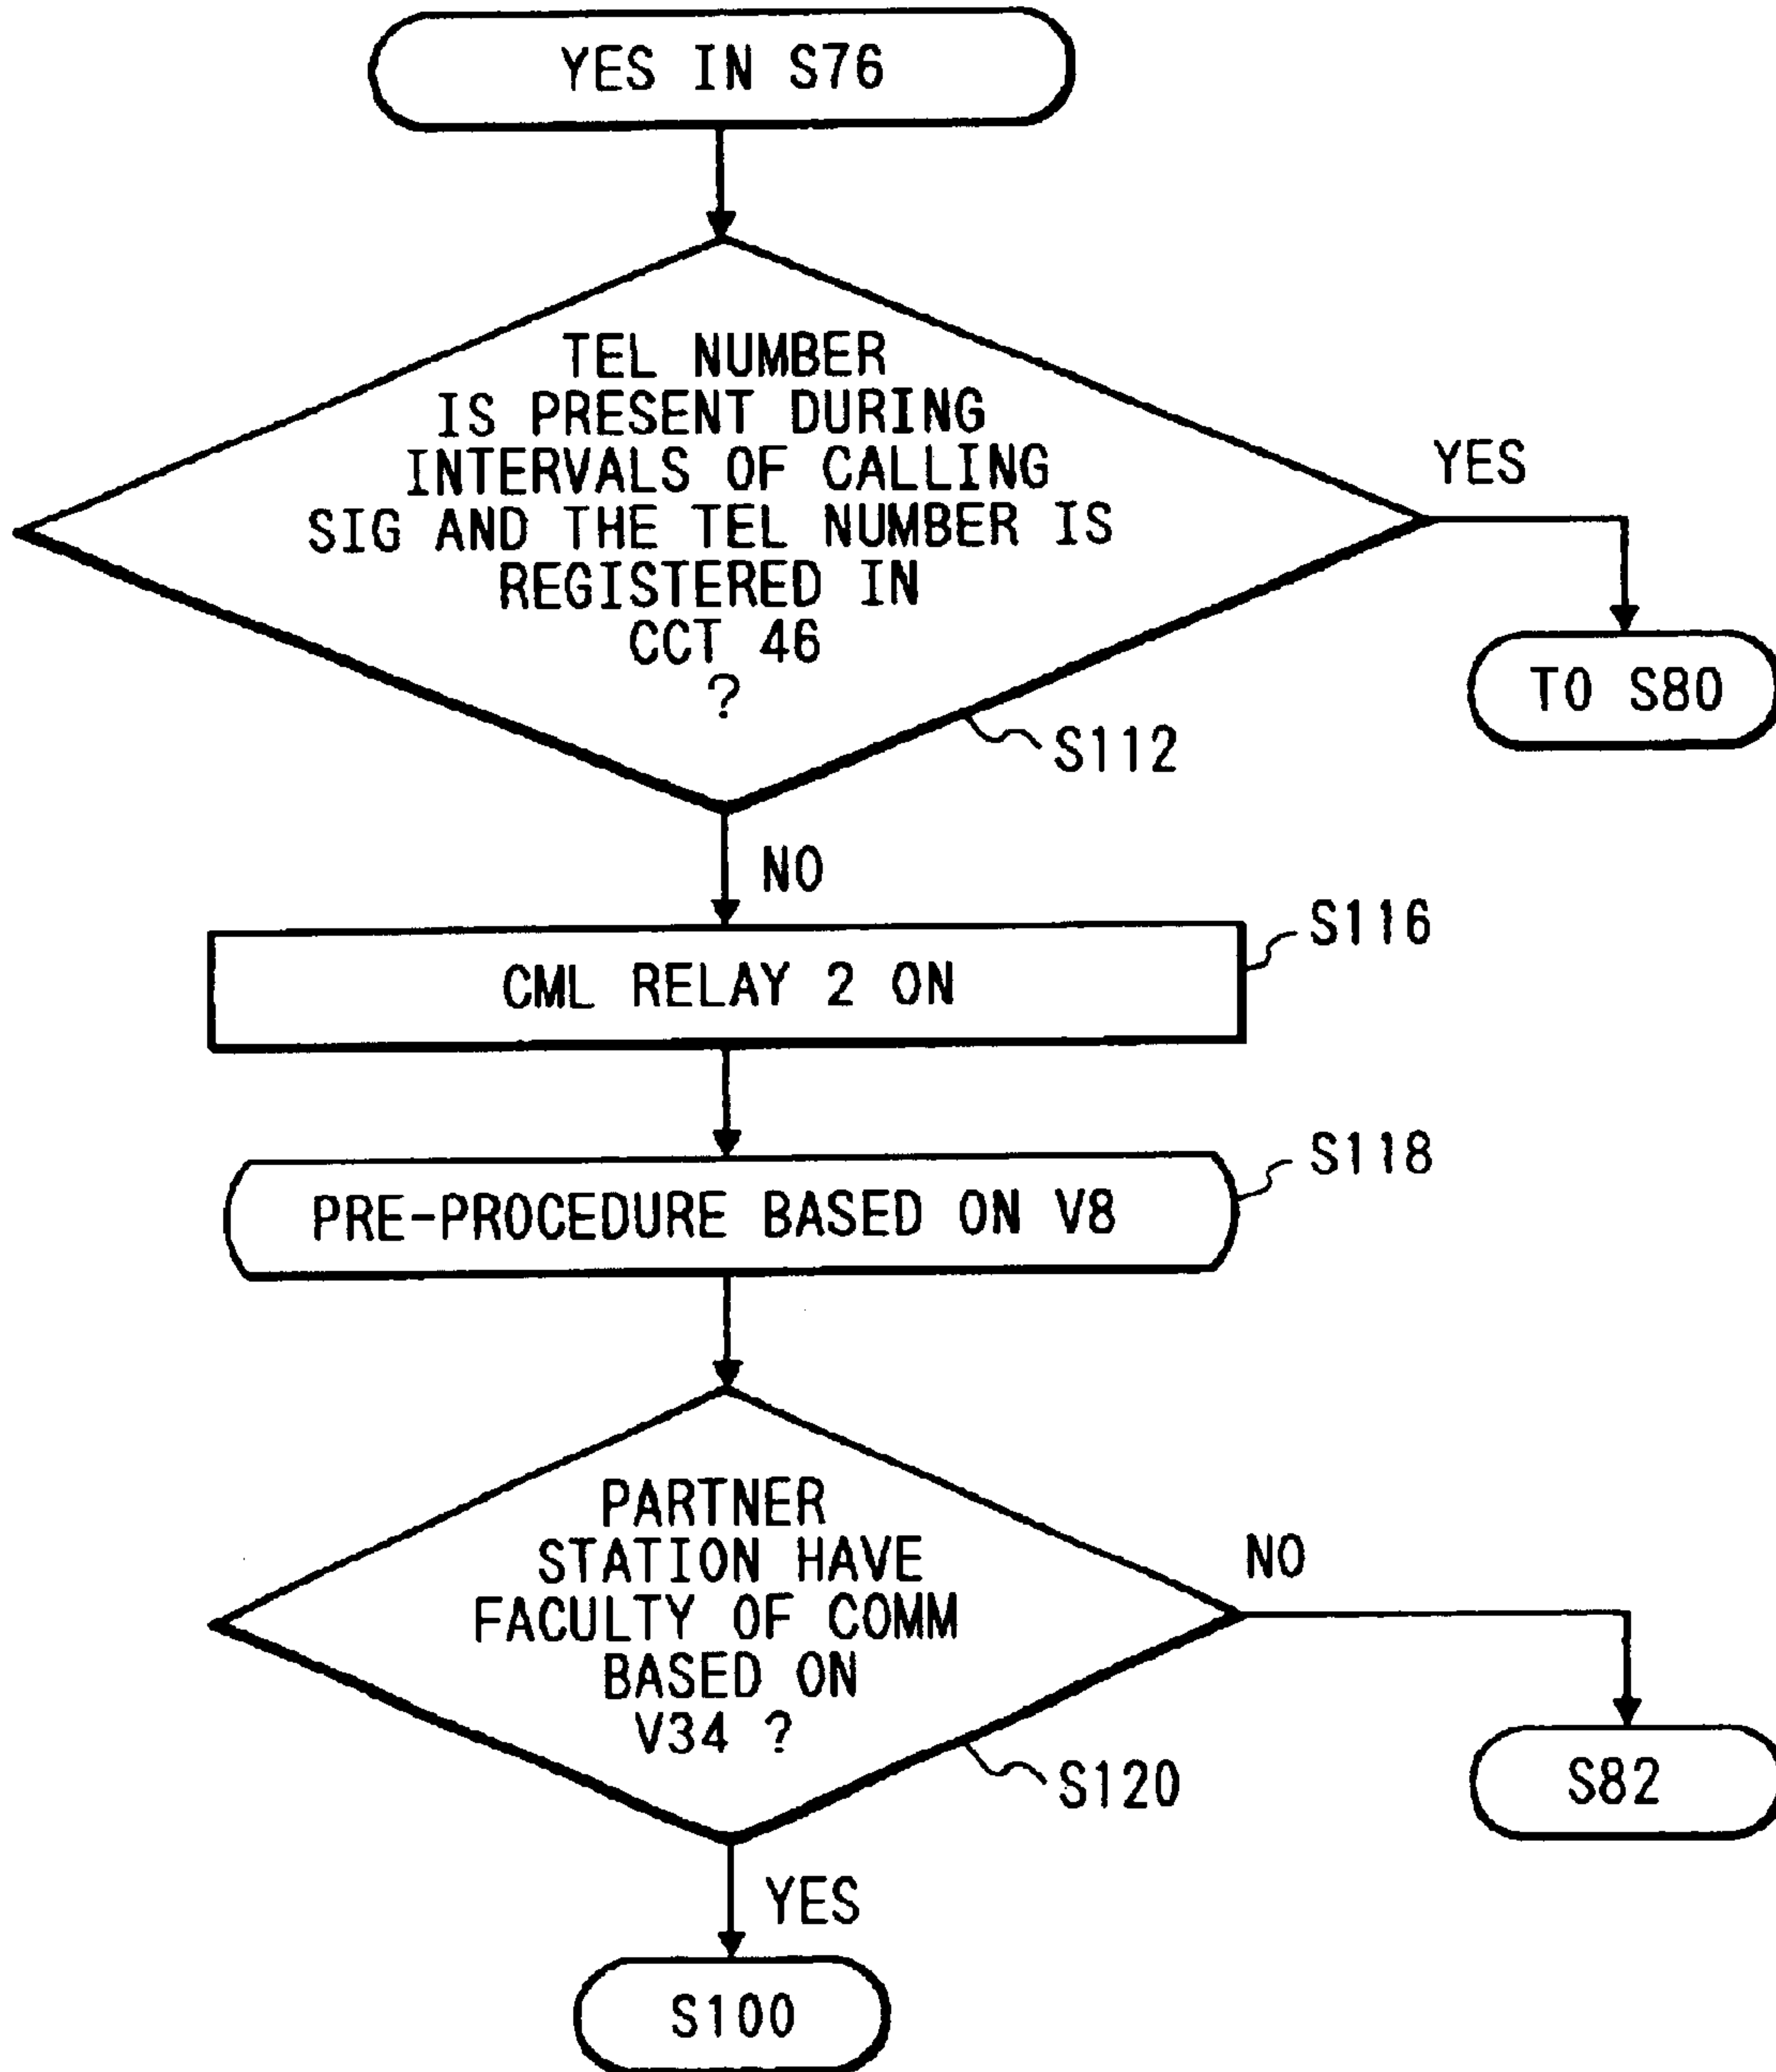 YES IN S76
TEL NUMBER
IS PRESENT DURING
INTERVALS OF CALLING
SIG AND THE TEL NUMBER IS
REGISTERED IN
CCT 46
?
YES
TO S80
S112
NO
S116
CML RELAY 2 ON
S118
PRE-PROCEDURE BASED ON V8
PARTNER
STATION HAVE
FACULTY OF COMM
BASED ON
V34 ?
NO
S82
S120
YES
S100